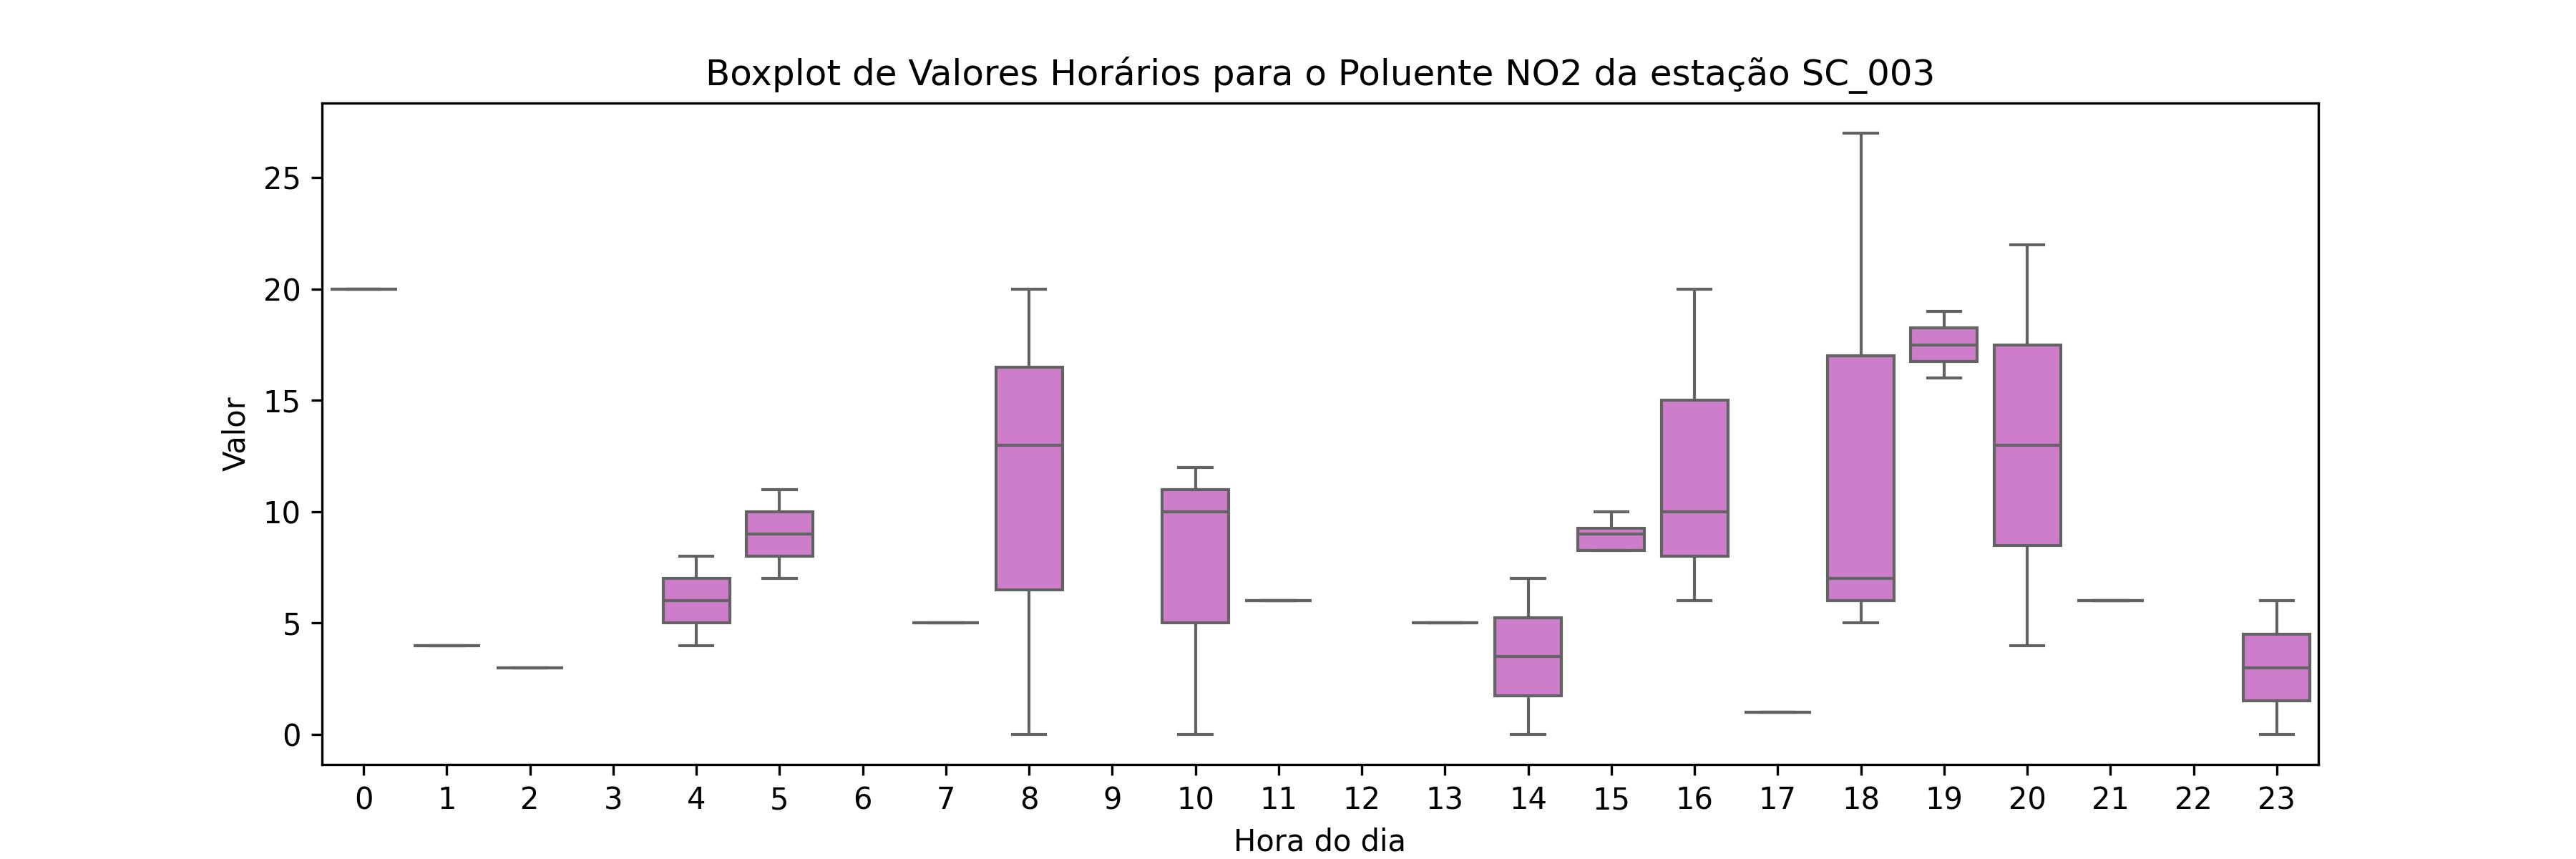 Boxplot de Valores Horários para o Poluente NO2 da estação SC_003
25
20
15
10
5
0
Valor
0 1 2 3 4 5 6 7 8 9 10 11 12 13 14 15 16 17 18 19 20 21 22 23
Hora do dia